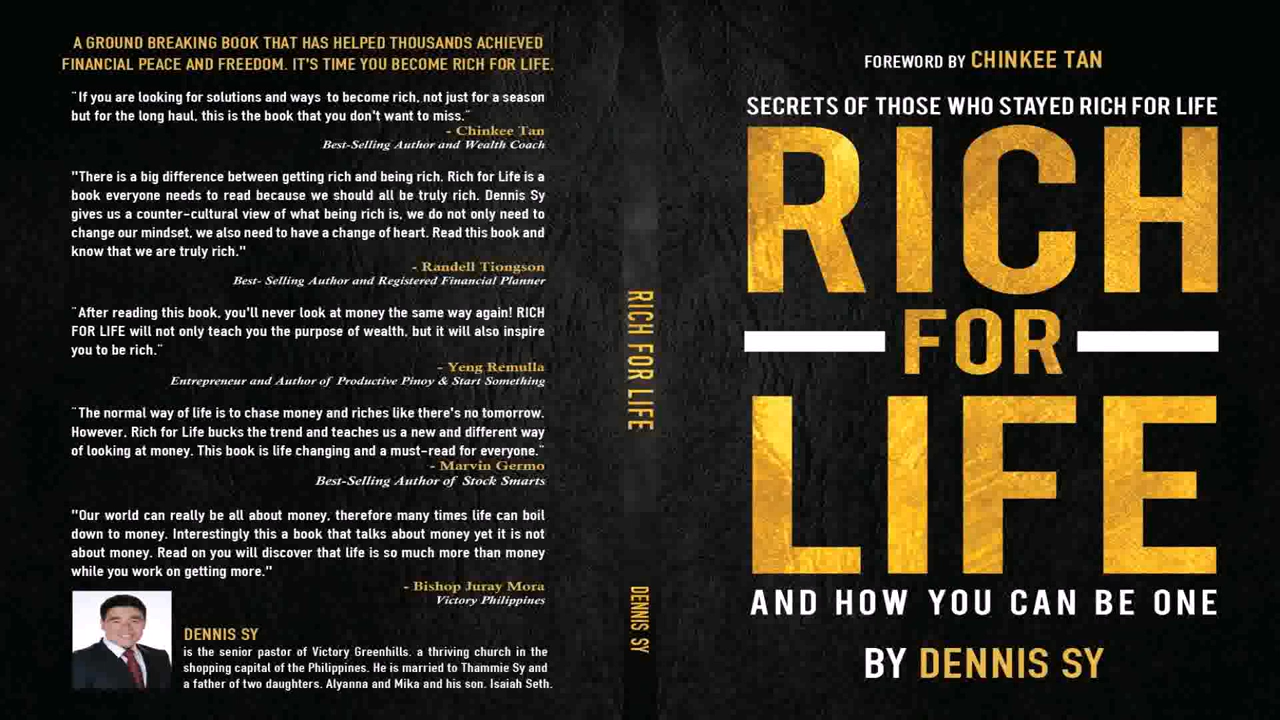 A GROUND BREAKING BOOK THAT HAS HELPED THOUSANDS ACHIEVED
FINANCIAL PEACE AND FREEDOM. IT'S TIME YOU BECOME RICH FOR LIFE.
"If you are looking for solutions and ways to become rich, not just for a season
but for the long haul, this is the book that you don't want to miss."
- Chinkee Tan
Best-Selling Author and Wealth Coach
"There is a big difference between getting rich and being rich. Rich for Life is a
book everyone needs to read because we should all be truly rich. Dennis Sy
gives us a counter-cultural view of what being rich is, we do not only need to
change our mindset, we also need to have a change of heart. Read this book and
know that we are truly rich."
- Randell Tiongson
Best- Selling Author and Registered Financial Planner
"After reading this book, you'll never look at money the same way again! RICH
FOR LIFE will not only teach you the purpose of wealth, but it will also inspire
you to be rich."
- Yeng Remulla
Entrepreneur and Author of Productive Pinoy & Start Something
"The normal way of life is to chase money and riches like there's no tomorrow.
However, Rich for Life bucks the trend and teaches us a new and different way
of looking at money. This book is life changing and a must-read for everyone."
- Marvin Germo
Best-Selling Author of Stock Smarts
"Our world can really be all about money, therefore many times life can boil
down to money. Interestingly this a book that talks about money yet it is not
about money. Read on you will discover that life is so much more than money
while you work on getting more."
- Bishop Juray Mora
Victory Philippines
DENNIS SY
is the senior pastor of Victory Greenhills, a thriving church in the
shopping capital of the Philippines. He is married to Thammie Sy and
a father of two daughters, Alyanna and Mika and his son, Isaiah Seth.
RICH FOR LIFE
DENNIS SY
FOREWORD BY CHINKEE TAN
SECRETS OF THOSE WHO STAYED RICH FOR LIFE
RICH
FOR
LIFE
AND HOW YOU CAN BE ONE
BY DENNIS SY